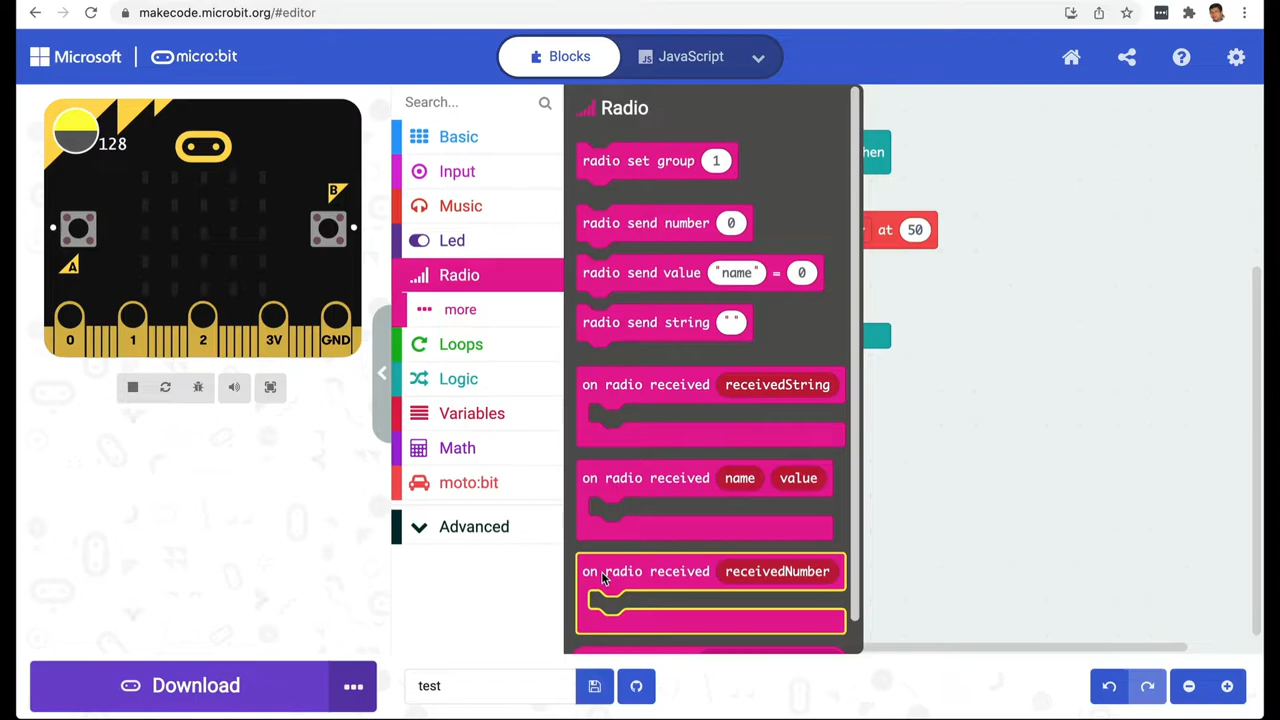 makecode.microbit.org/#editor
Microsoft
micro:bit
Blocks
JavaScript
128
B
A
0
1
2
3V
GND
Search...
Basic
Input
Music
Led
Radio
more
Loops
Logic
Variables
Math
moto:bit
Advanced
Radio
radio set group 1
radio send number 0
radio send value "name" = 0
radio send string " "
on radio received receivedString
on radio received name value
on radio received receivedNumber
hen
at 50
Download
test